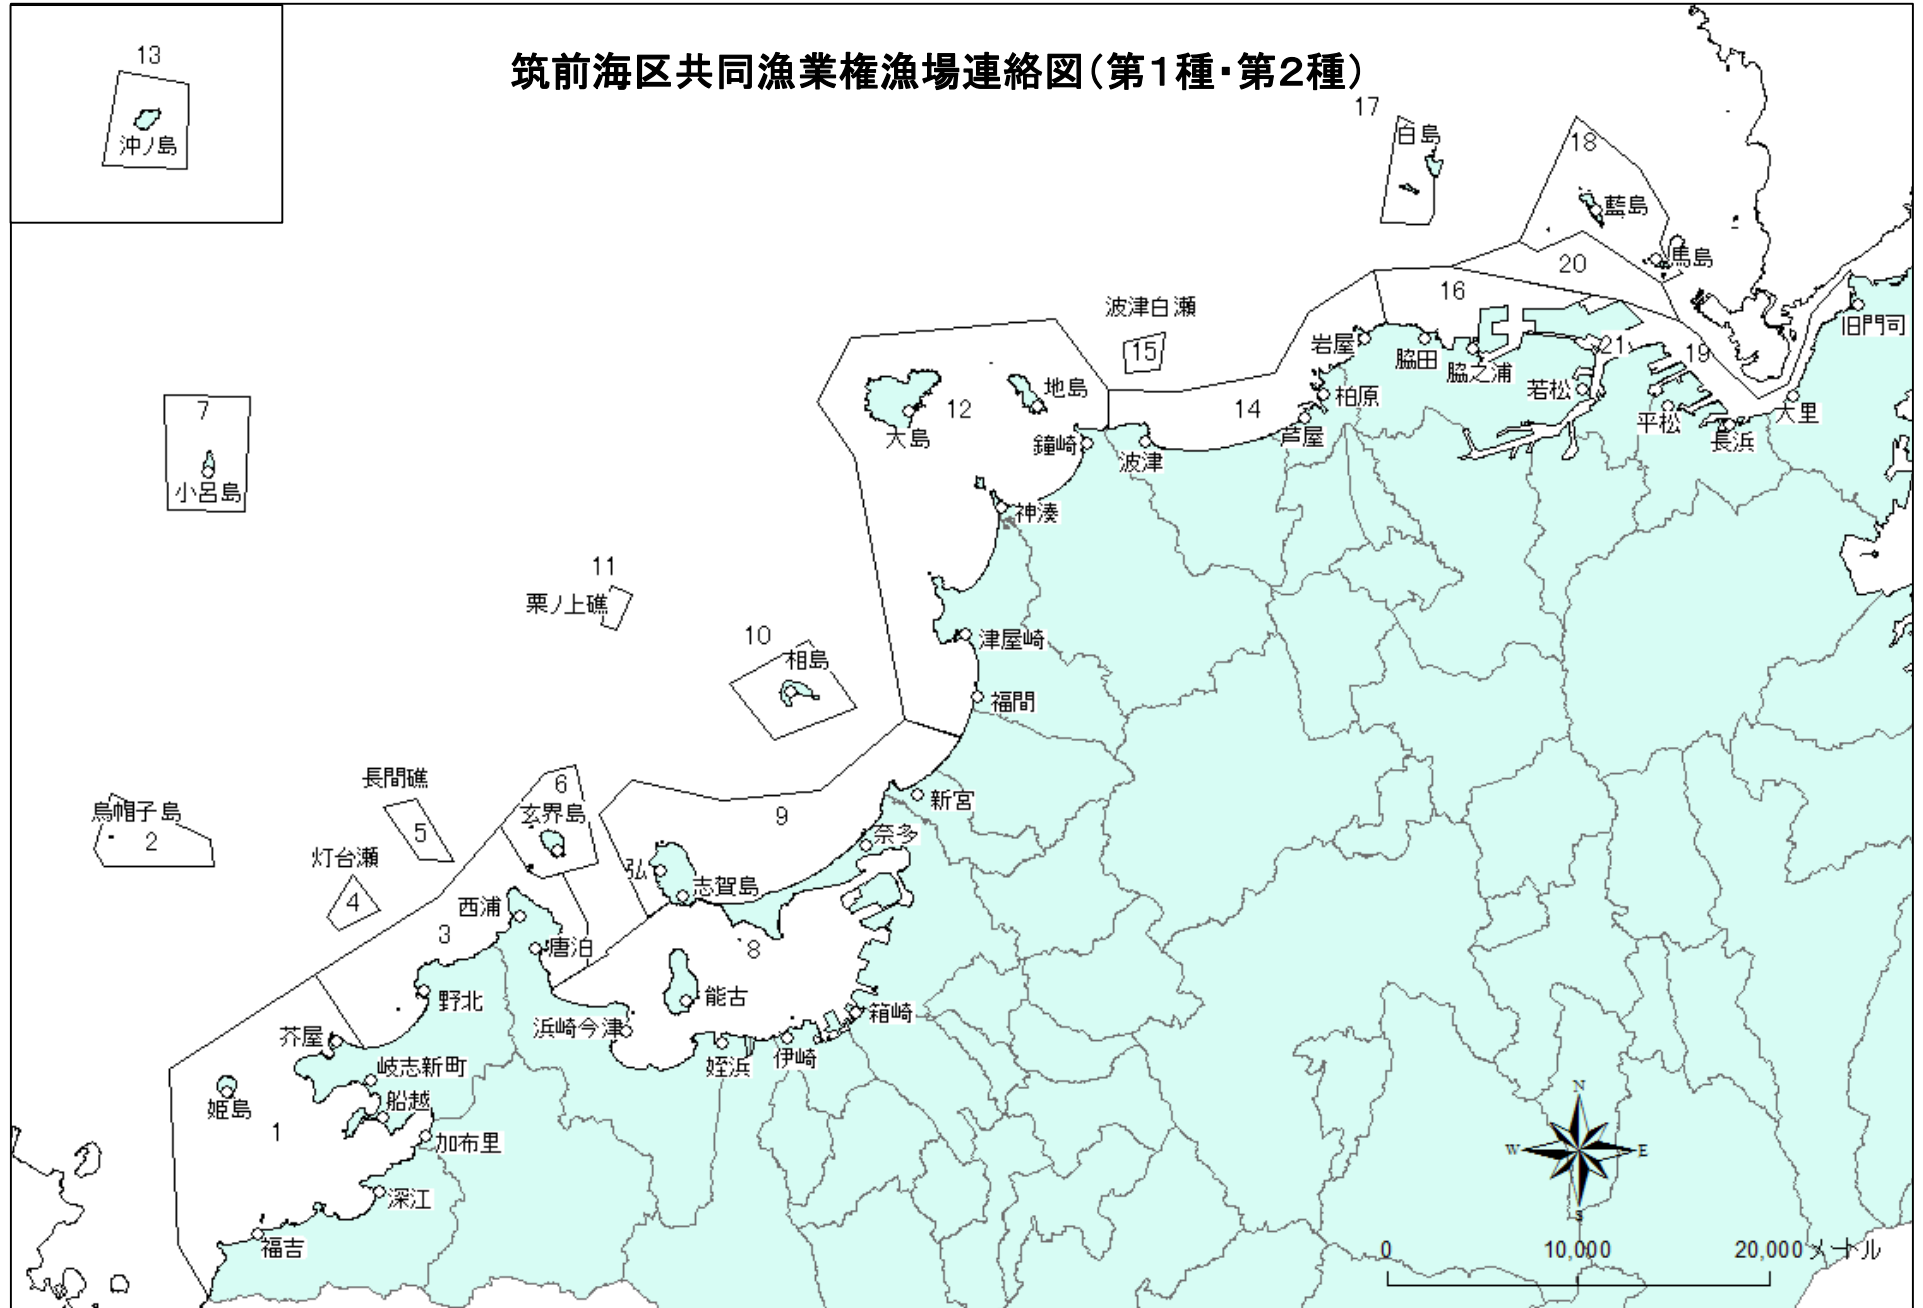 筑前海区共同漁業権漁場連絡図（第１種・第２種）
13
沖ノ島
17
白島
18
藍島
馬島
20
16
旧門司
波津白瀬
15
岩屋
脇田
脇之浦
21
19
若松
柏原
平松
大里
長浜
7
小呂島
地島
12
大島
14
芦屋
鐘崎
波津
神湊
11
栗ノ上礁
10
相島
津屋崎
福間
長間礁
6
玄界島
烏帽子島
2
5
9
新宮
奈多
灯台瀬
4
弘
志賀島
西浦
3
唐泊
8
野北
能古
箱崎
浜崎今津
芥屋
姪浜
伊崎
岐志新町
姫島
船越
1
加布里
深江
福吉
N
W
E
S
0
10,000
20,000
メートル